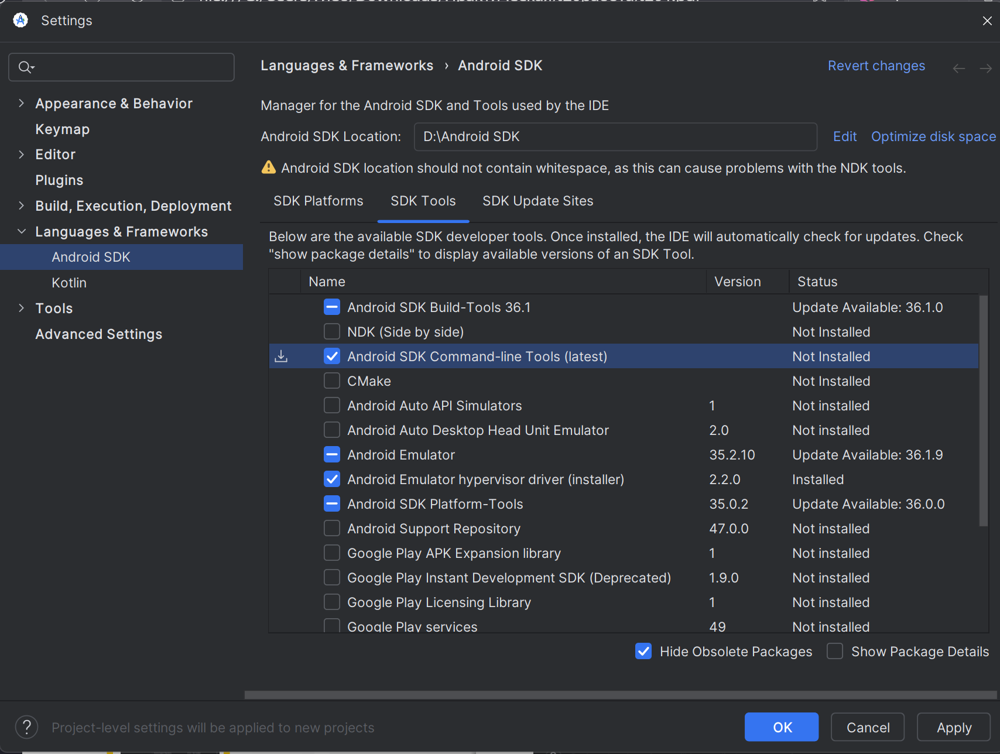 Settings
Languages & Frameworks › Android SDK
Revert changes
Appearance & Behavior
Keymap
Editor
Plugins
Build, Execution, Deployment
Languages & Frameworks
Android SDK
Kotlin
Tools
Advanced Settings
Manager for the Android SDK and Tools used by the IDE
Android SDK Location: D:\Android SDK Edit Optimize disk space
Android SDK location should not contain whitespace, as this can cause problems with the NDK tools.
SDK Platforms SDK Tools SDK Update Sites
Below are the available SDK developer tools. Once installed, the IDE will automatically check for updates. Check
"show package details" to display available versions of an SDK Tool.
Name Version Status
Android SDK Build-Tools 36.1 Update Available: 36.1.0
NDK (Side by side) Not Installed
Android SDK Command-line Tools (latest) Not Installed
CMake Not Installed
Android Auto API Simulators 1 Not installed
Android Auto Desktop Head Unit Emulator 2.0 Not installed
Android Emulator 35.2.10 Update Available: 36.1.9
Android Emulator hypervisor driver (installer) 2.2.0 Installed
Android SDK Platform-Tools 35.0.2 Update Available: 36.0.0
Android Support Repository 47.0.0 Not installed
Google Play APK Expansion library 1 Not installed
Google Play Instant Development SDK (Deprecated) 1.9.0 Not installed
Google Play Licensing Library 1 Not installed
Google Play services 49 Not installed
Hide Obsolete Packages Show Package Details
? Project-level settings will be applied to new projects
OK Cancel Apply